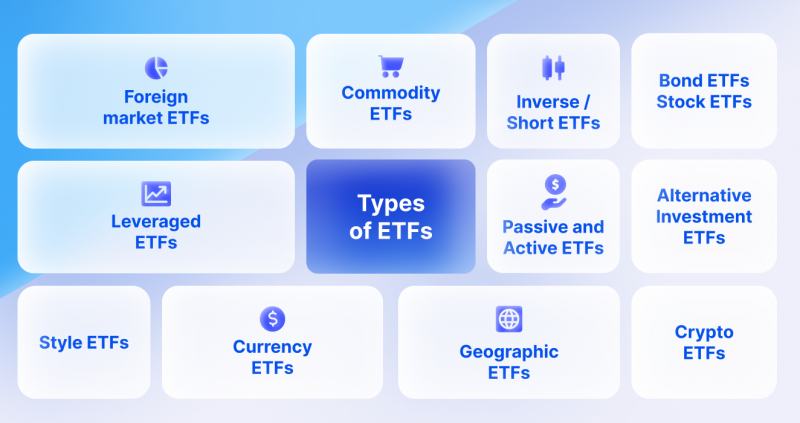 Foreign
market ETFs
Commodity
ETFs
Inverse /
Short ETFs
Bond ETFs
Stock ETFs
Leveraged
ETFs
Types
of ETFs
$
Passive and
Active ETFs
Alternative
Investment
ETFs
Style ETFs
$
Currency
ETFs
Geographic
ETFs
Crypto
ETFs